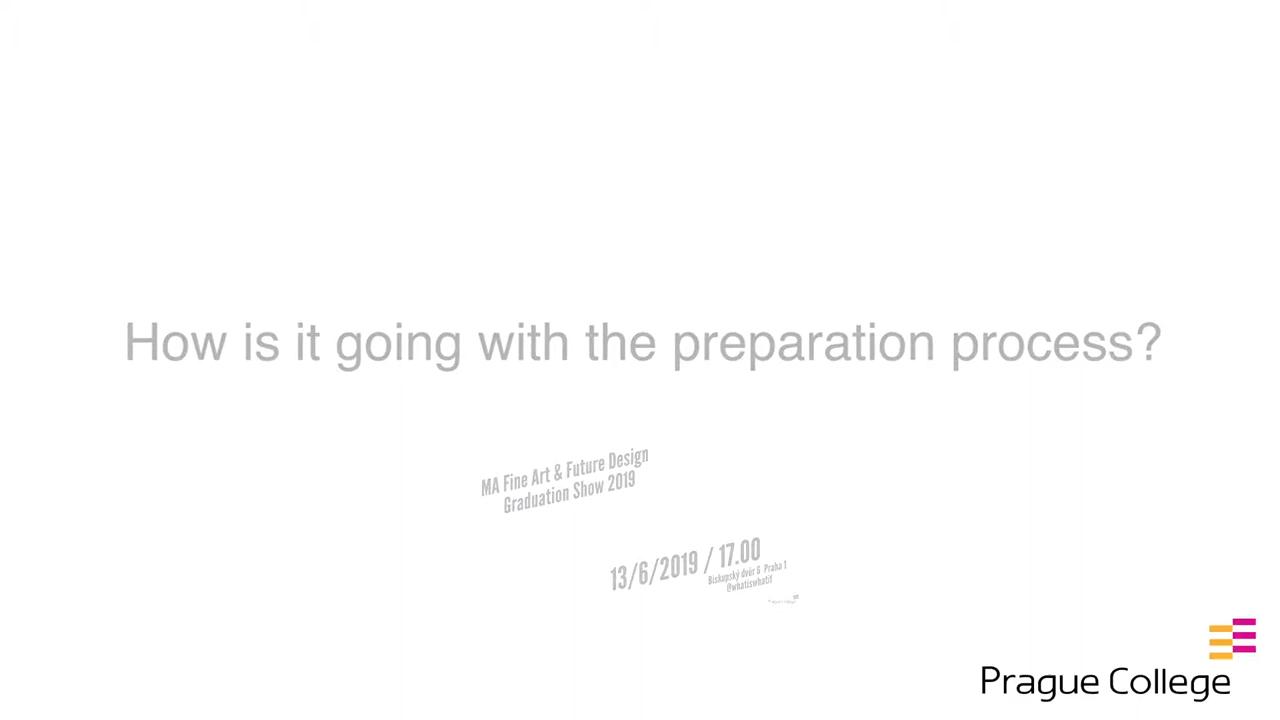 How is it going with the preparation process?
MA Fine Art & Future Design
Graduation Show 2019
13/6/2019 / 17.00
Biskupský dvůr 6 Praha 1
@whatiswhatif
Prague College